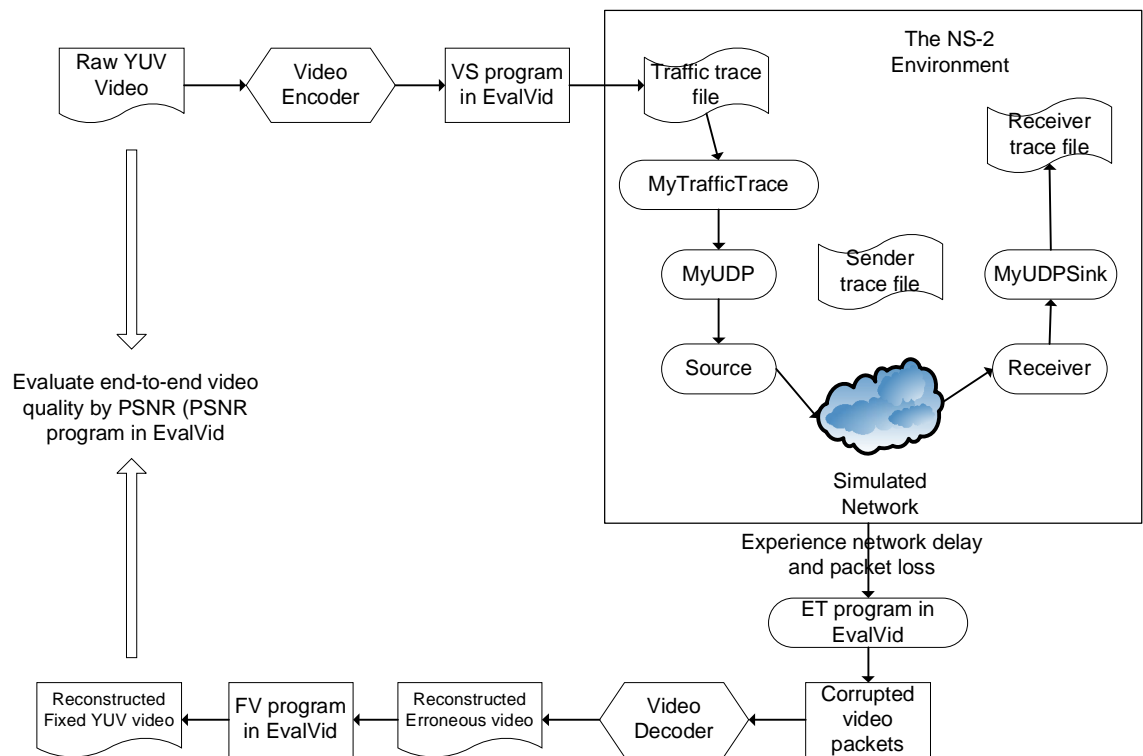 Raw YUV
Video
Video
Encoder
VS program
in EvalVid
Traffic trace
file
The NS-2
Environment
Receiver
trace file
MyTrafficTrace
MyUDP
Sender
trace file
MyUDPSink
Source
Receiver
Simulated
Network
Evaluate end-to-end video
quality by PSNR (PSNR
program in EvalVid
Experience network delay
and packet loss
ET program in
EvalVid
Corrupted
video
packets
Video
Decoder
Reconstructed
Erroneous video
FV program
in EvalVid
Reconstructed
Fixed YUV video